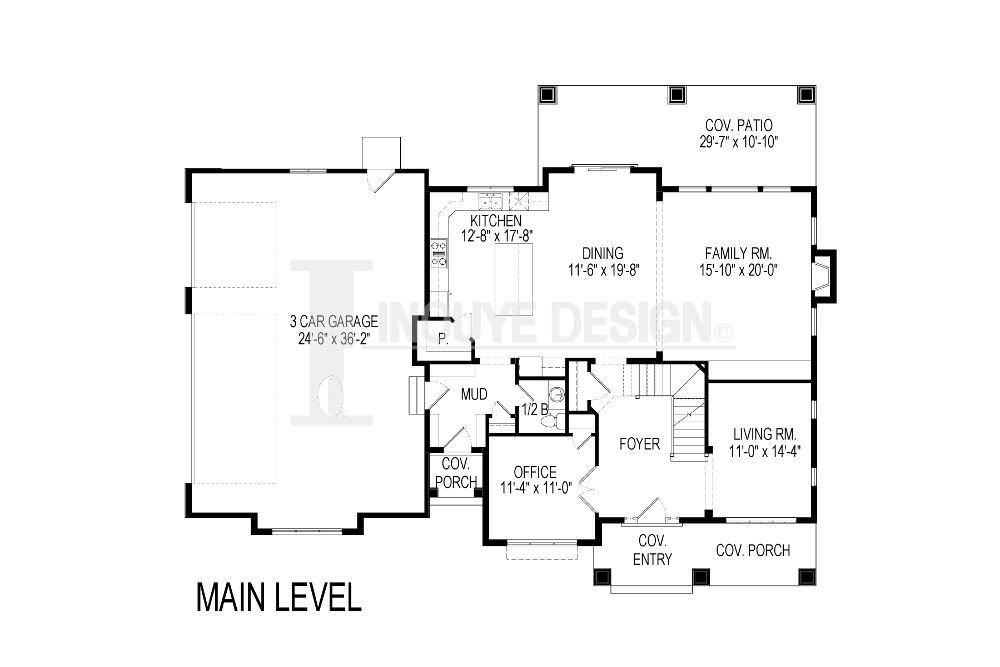 COV. PATIO
29'-7" x 10'-10"
KITCHEN
12'-8" x 17'-8"
DINING
11'-6" x 19'-8"
FAMILY RM.
15'-10" x 20'-0"
3 CAR GARAGE
24'-6" x 36'-2"
I INOUYE DESIGN©
P.
MUD
1/2 B
FOYER
LIVING RM.
11'-0" x 14'-4"
COV.
PORCH
OFFICE
11'-4" x 11'-0"
COV.
ENTRY
COV. PORCH
MAIN LEVEL